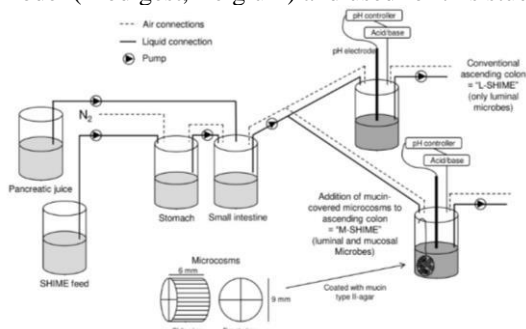 Air connections
Liquid connection
Pump
pH controller
Acid/base
pH electrode
Conventional
ascending colon
= "L-SHIME"
(only luminal
microbes)
N2
Pancreatic juice
Stomach
Small intestine
SHIME feed
pH controller
Acid/base
Addition of mucin-
covered microcosms to
ascending colon
= "M-SHIME"
(luminal and mucosal
Microbes)
Microcosms
6 mm
9 mm
Coated with mucin
type II-agar